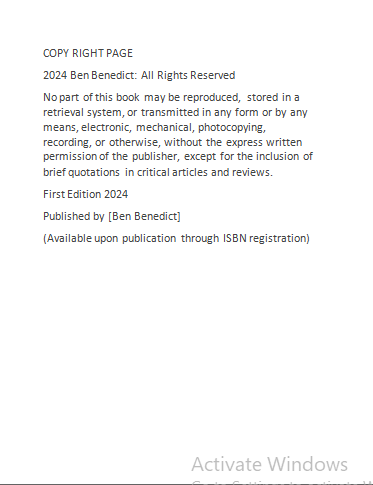 COPY RIGHT PAGE
2024 Ben Benedict: All Rights Reserved
No part of this book may be reproduced, stored in a
retrieval system, or transmitted in any form or by any
means, electronic, mechanical, photocopying,
recording, or otherwise, without the express written
permission of the publisher, except for the inclusion of
brief quotations in critical articles and reviews.
First Edition 2024
Published by [Ben Benedict]
(Available upon publication through ISBN registration)
Activate Windows